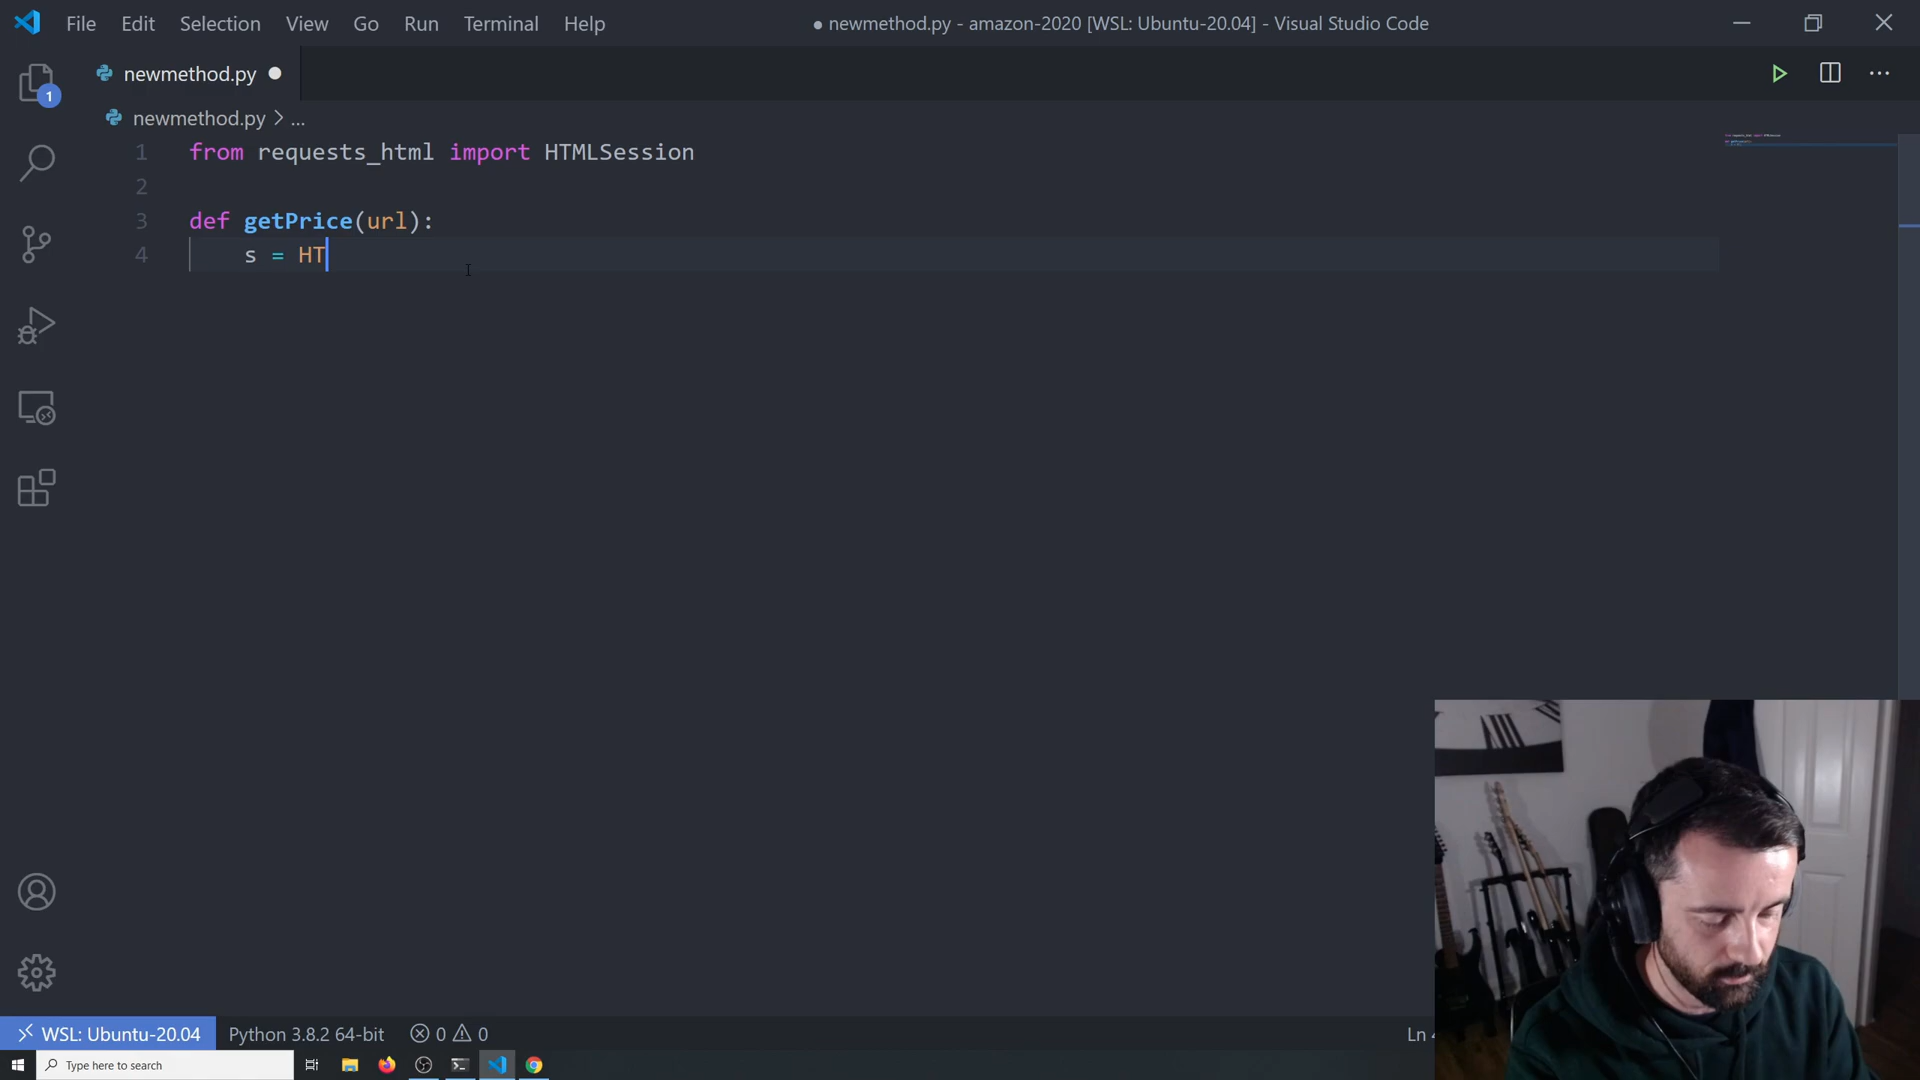 File Edit Selection View Go Run Terminal Help
● newmethod.py - amazon-2020 [WSL: Ubuntu-20.04] - Visual Studio Code
newmethod.py ●
1
newmethod.py > ...
1 from requests_html import HTMLSession
2
3 def getPrice(url):
4 s = HT
WSL: Ubuntu-20.04 Python 3.8.2 64-bit 0 0 Ln
Type here to search